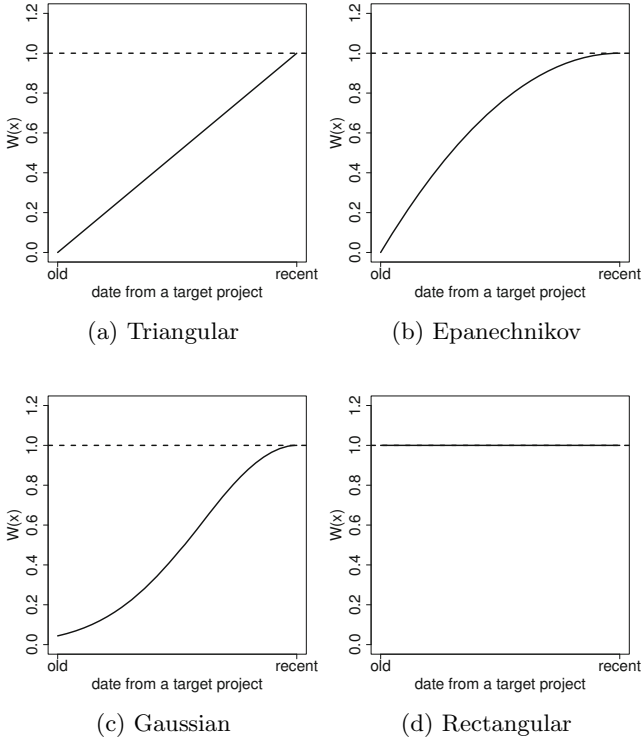 W(x)
0.0 0.2 0.4 0.6 0.8 1.0 1.2
old recent
date from a target project
(a) Triangular
W(x)
0.0 0.2 0.4 0.6 0.8 1.0 1.2
old recent
date from a target project
(b) Epanechnikov
W(x)
0.0 0.2 0.4 0.6 0.8 1.0 1.2
old recent
date from a target project
(c) Gaussian
W(x)
0.0 0.2 0.4 0.6 0.8 1.0 1.2
old recent
date from a target project
(d) Rectangular